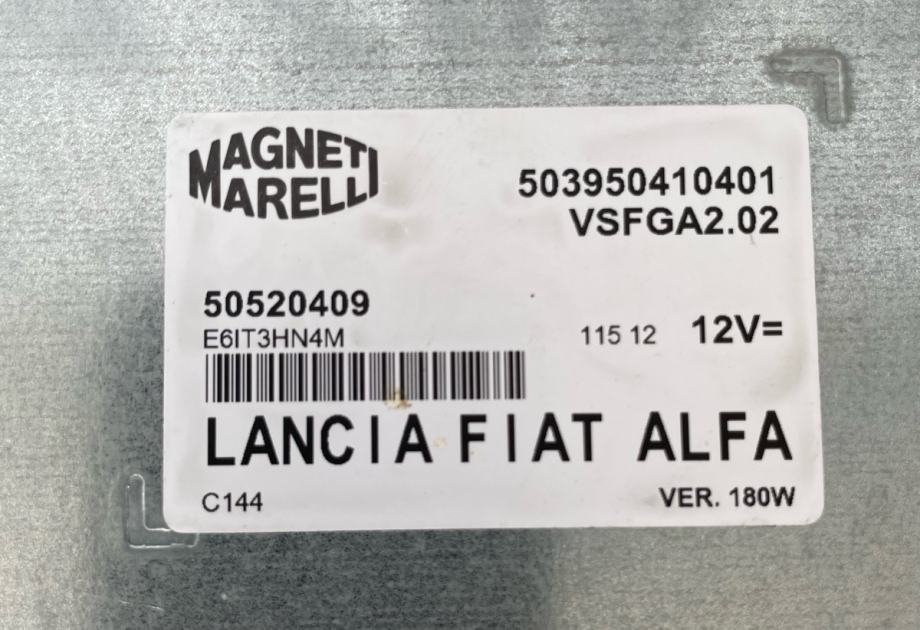 MAGNETI
MARELLI
503950410401
VSFGA2.02
50520409
E6IT3HN4M
115 12 12V=
LANCIA FIAT ALFA
C144 VER. 180W